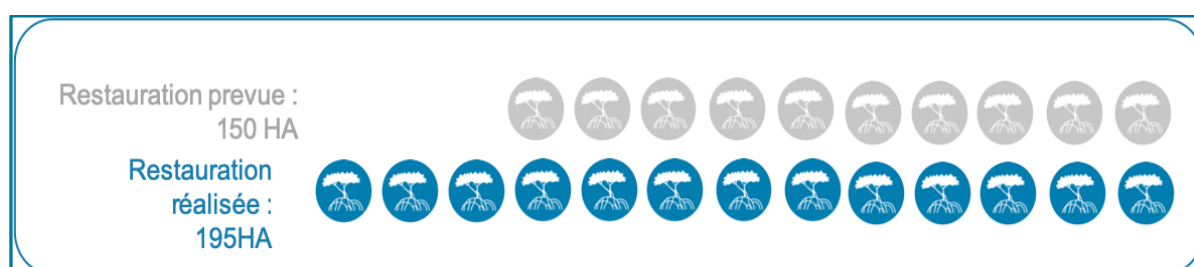 Restauration prevue :
150 HA
Restauration
réalisée :
195HA